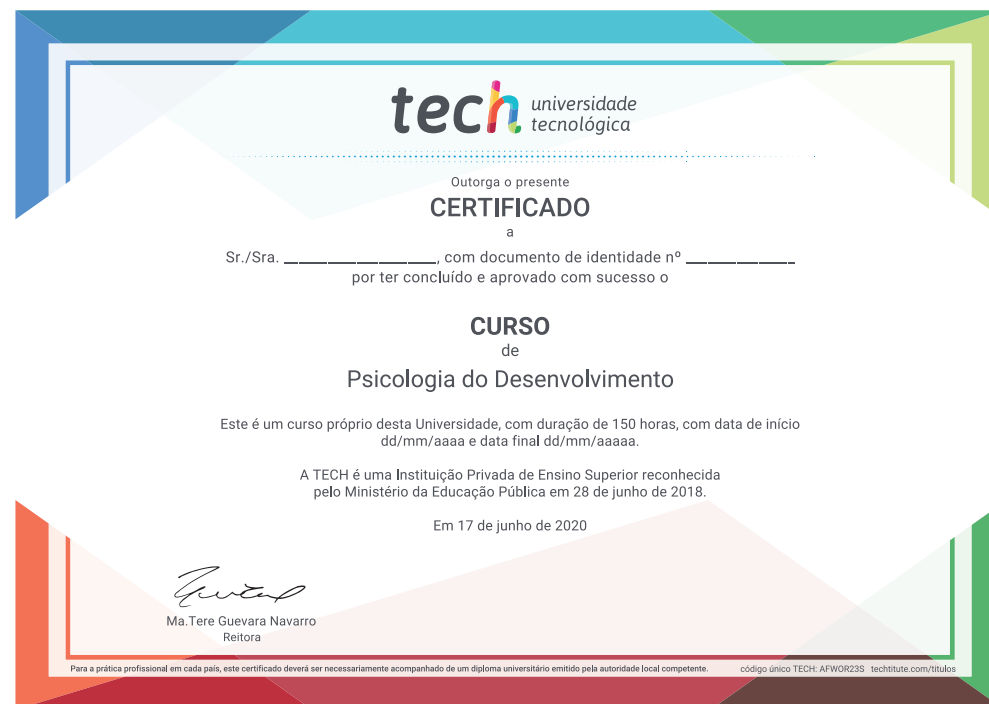 tech universidade
tecnológica
Outorga o presente
CERTIFICADO
a
Sr./Sra. ____________________, com documento de identidade nº ______________
por ter concluído e aprovado com sucesso o
CURSO
de
Psicologia do Desenvolvimento
Este é um curso próprio desta Universidade, com duração de 150 horas, com data de início
dd/mm/aaaa e data final dd/mm/aaaaa.
A TECH é uma Instituição Privada de Ensino Superior reconhecida
pelo Ministério da Educação Pública em 28 de junho de 2018.
Em 17 de junho de 2020
Ma.Tere Guevara Navarro
Reitora
Para a prática profissional em cada país, este certificado deverá ser necessariamente acompanhado de um diploma universitário emitido pela autoridade local competente. código único TECH: AFWOR23S techtitute.com/titulos